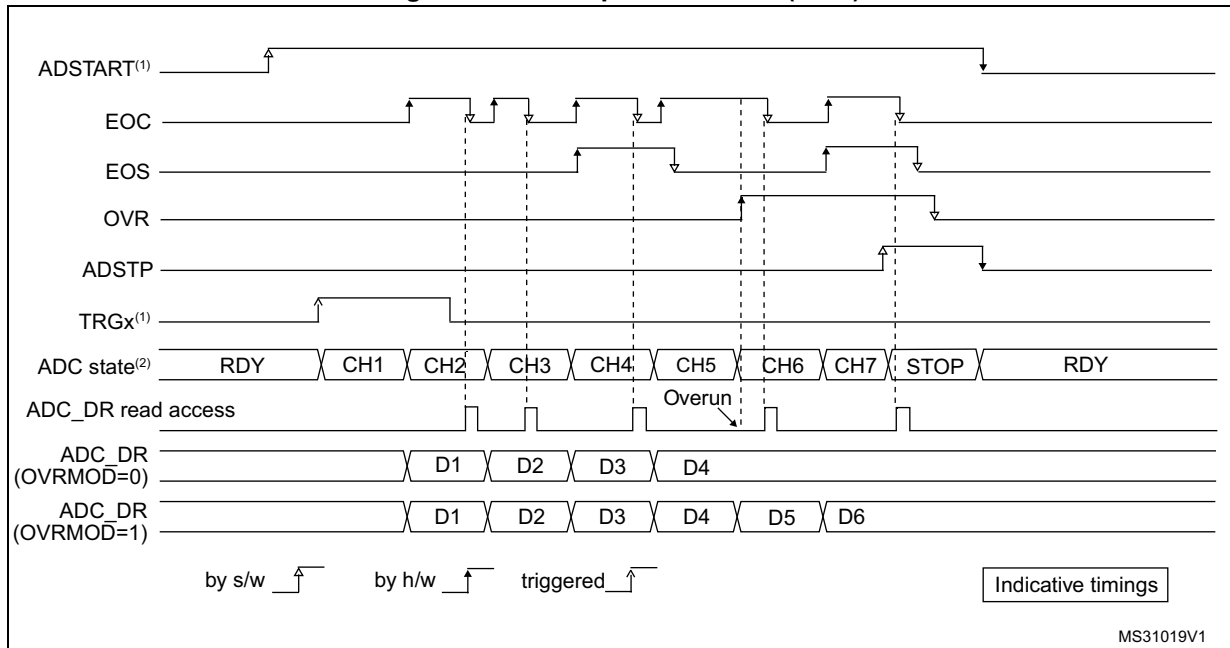 ADSTART(1)
EOC
EOS
OVR
ADSTP
TRGx(1)
ADC state(2) RDY CH1 CH2 CH3 CH4 CH5 CH6 CH7 STOP RDY
ADC_DR read access
Overun
ADC_DR
(OVRMOD=0)
D1 D2 D3 D4
ADC_DR
(OVRMOD=1)
D1 D2 D3 D4 D5 D6
by s/w by h/w triggered
Indicative timings
MS31019V1